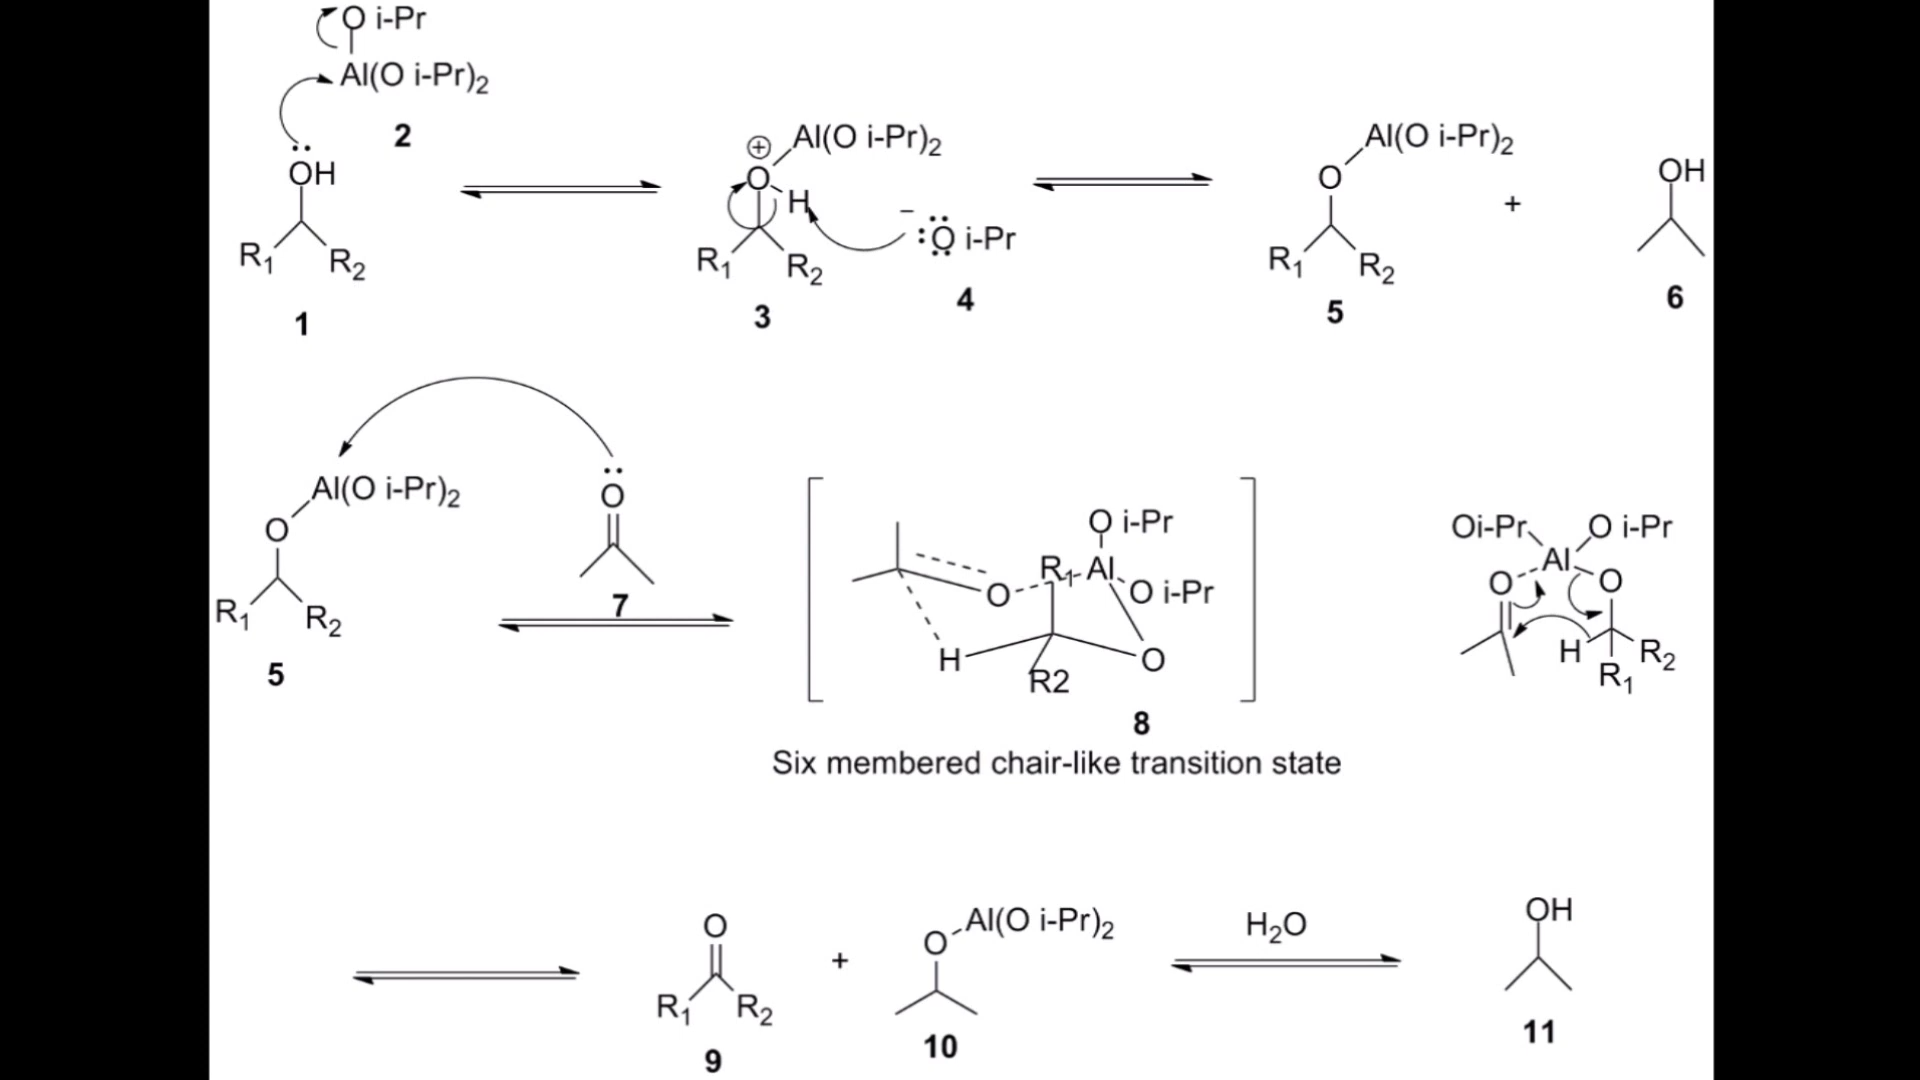 O i-Pr
Al(O i-Pr)2
2
OH
R1 R2
1
⊕ Al(O i-Pr)2
O
H
R1 R2
3
− :O i-Pr
4
Al(O i-Pr)2
O
R1 R2
5
+
OH
6
Al(O i-Pr)2
O
R1 R2
5
O
7
O i-Pr
R1 Al
O O i-Pr
H O
R2
8
Six membered chair-like transition state
Oi-Pr O i-Pr
Al
O O
H R2
R1
O
R1 R2
9
+
Al(O i-Pr)2
O
10
H2O
OH
11